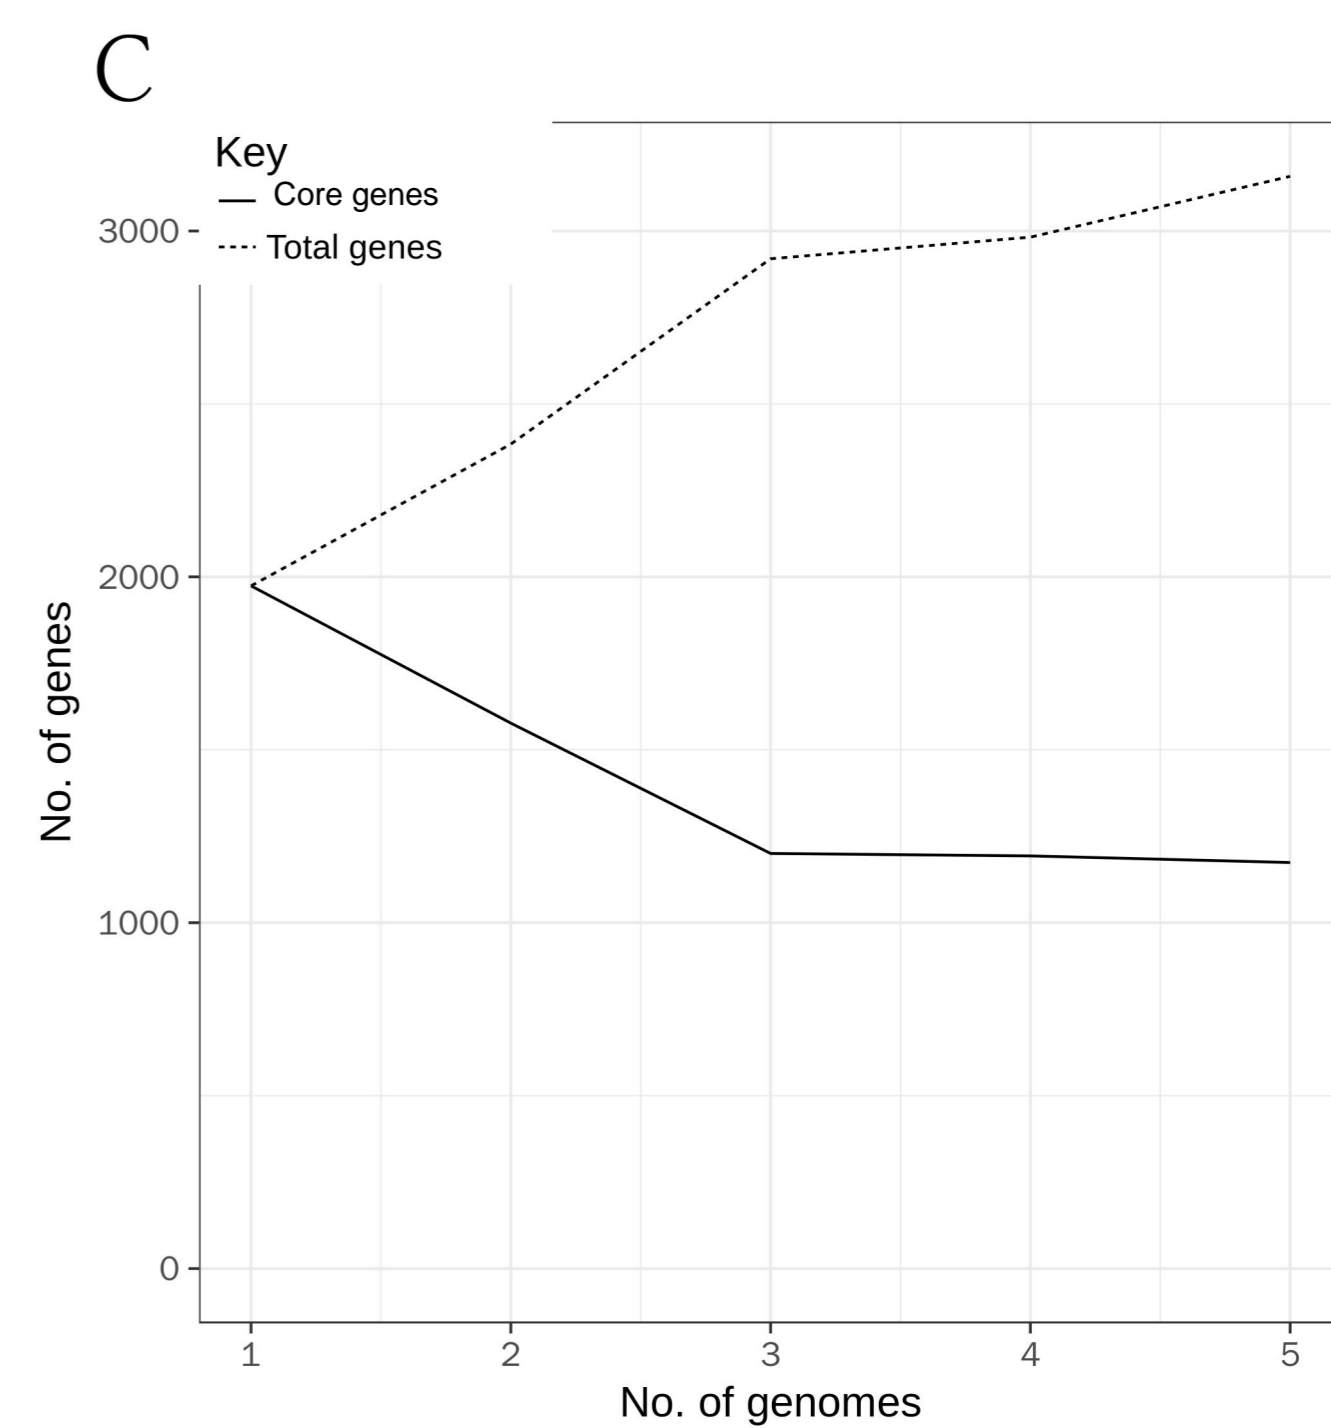 C
Key
Core genes
Total genes
3000
2000
1000
0
No. of genes
1 2 3 4 5
No. of genomes